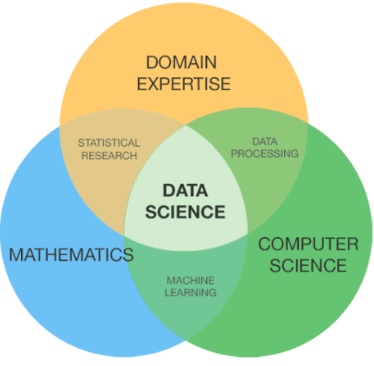 DOMAIN
EXPERTISE
STATISTICAL
RESEARCH
DATA
PROCESSING
DATA
SCIENCE
MATHEMATICS
COMPUTER
SCIENCE
MACHINE
LEARNING